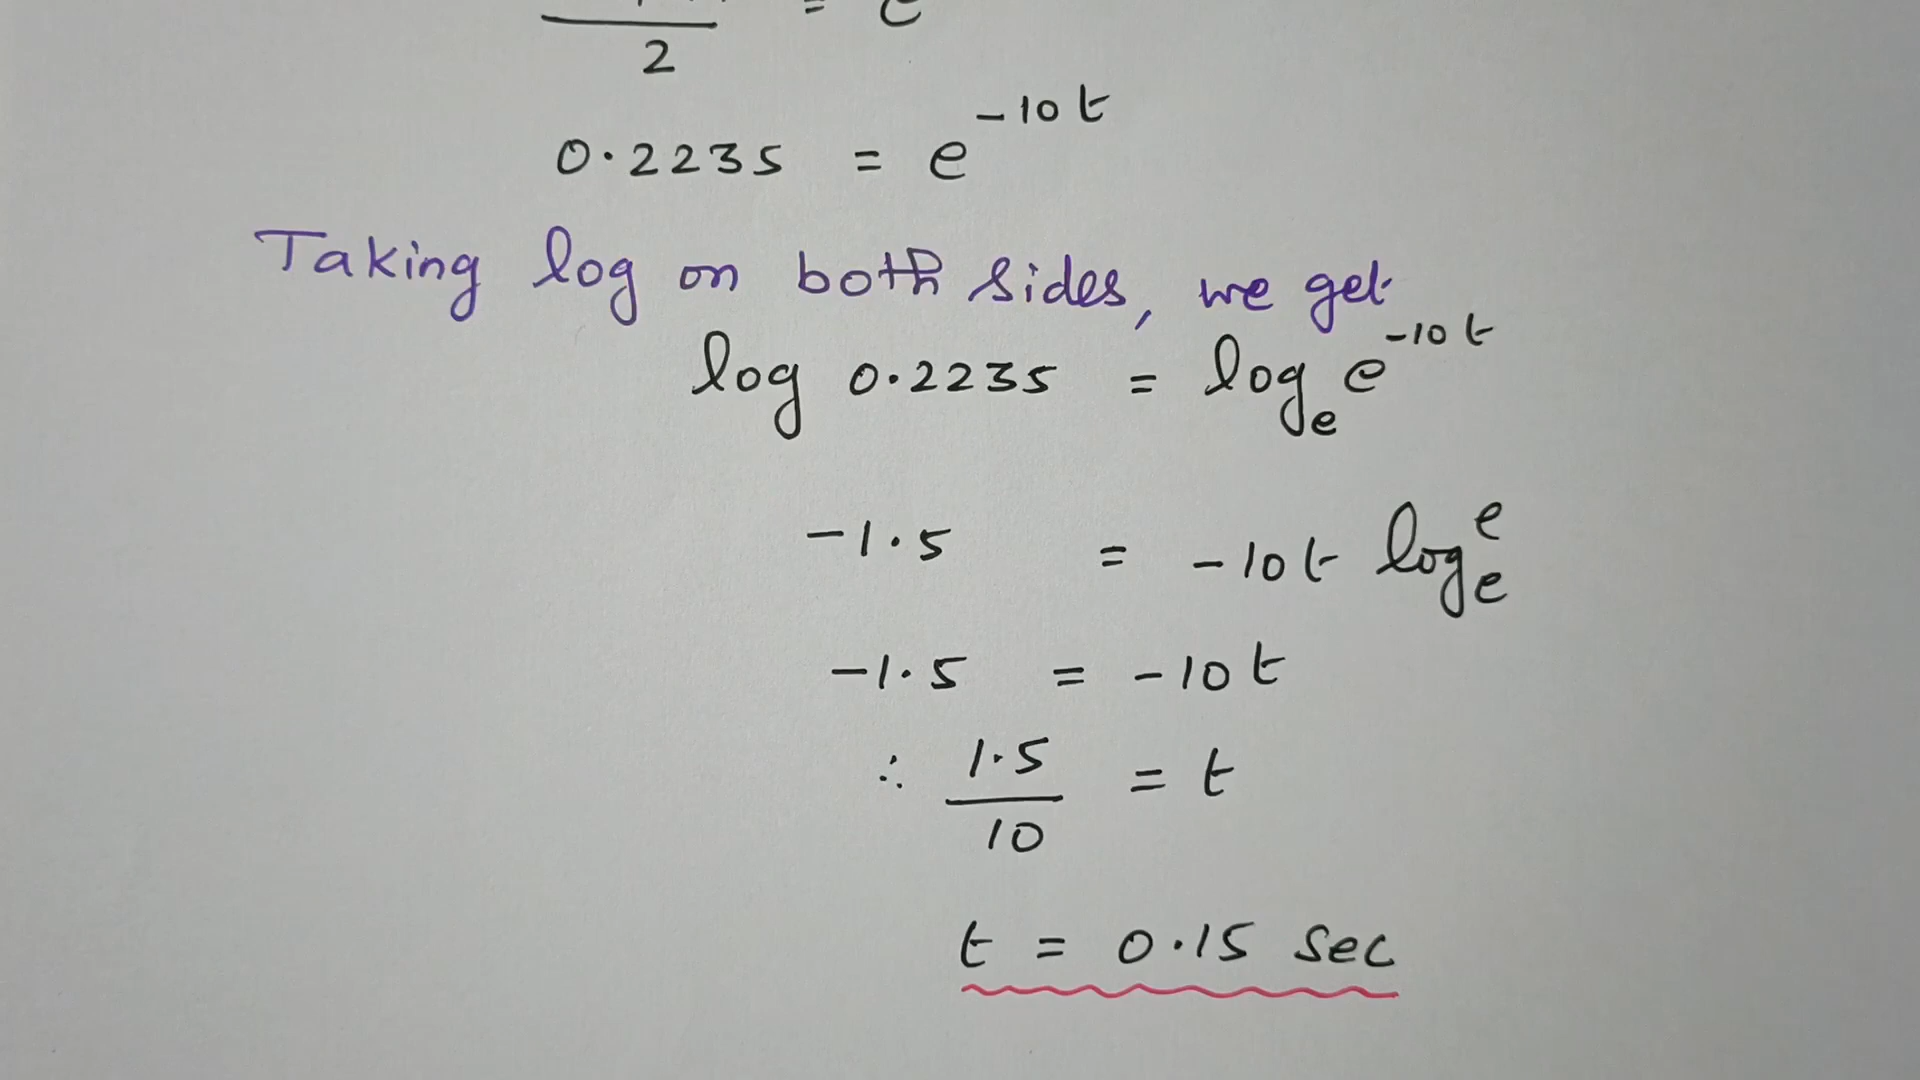 2 = e
0.2235 = e^{-10t}
Taking log on both sides, we get
log 0.2235 = log_e e^{-10t}
-1.5 = -10t log_e^e
-1.5 = -10t
∴ 1.5/10 = t
t = 0.15 sec